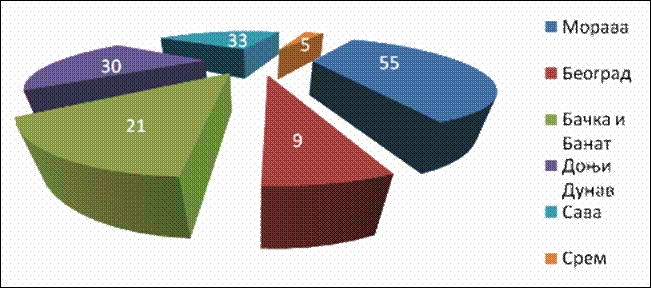 33
5
30
55
21
9
Морава
Београд
Бачка и
Банат
Доњи
Дунав
Сава
Срем